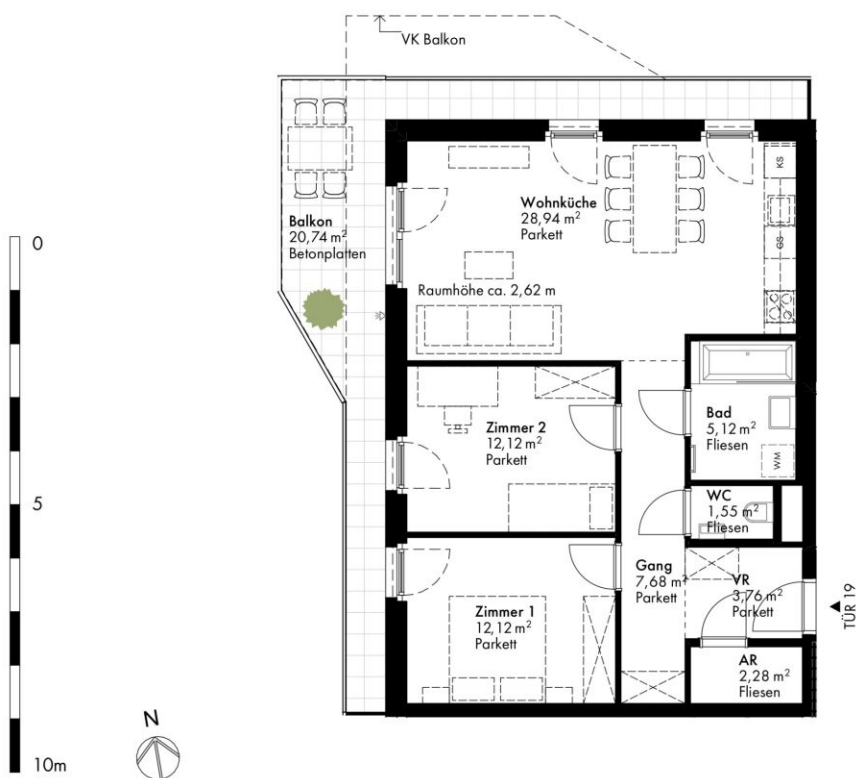 VK Balkon
KS
Wohnküche
28,94 m²
Parkett
GS
Balkon
20,74 m²
Betonplatten
0
Raumhöhe ca. 2,62 m
Bad
5,12 m²
Fliesen
Zimmer 2
12,12 m²
Parkett
WM
5
WC
1,55 m²
Fliesen
Gang
7,68 m²
Parkett
VR
3,76 m²
Parkett
TÜR 19
Zimmer 1
12,12 m²
Parkett
AR
2,28 m²
Fliesen
N
10m